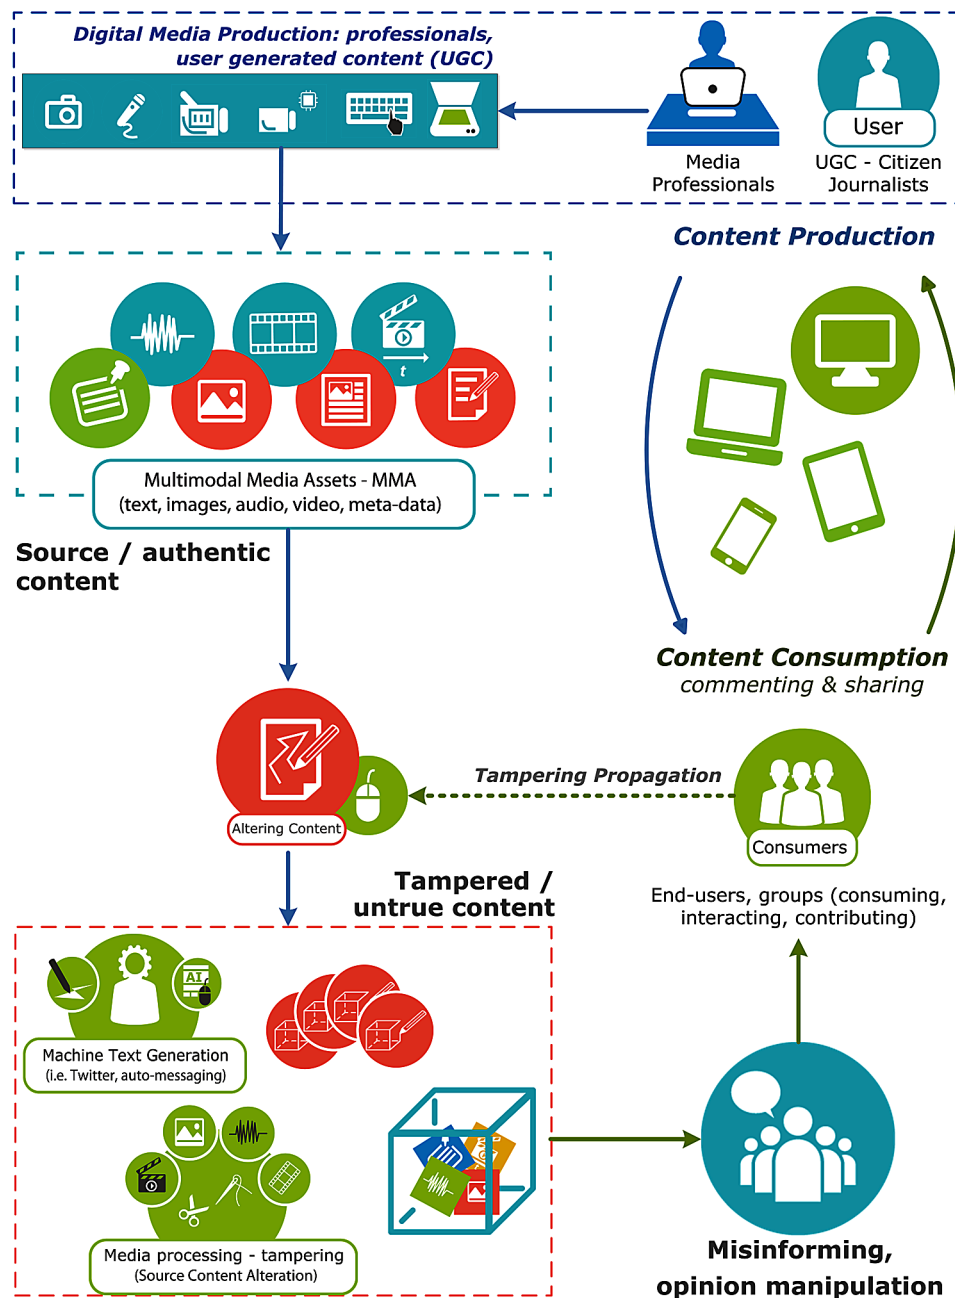 Digital Media Production: professionals,
user generated content (UGC)
Media
Professionals
User
UGC - Citizen
Journalists
Content Production
t
Multimodal Media Assets - MMA
(text, images, audio, video, meta-data)
Source / authentic
content
Content Consumption
commenting & sharing
Altering Content
Tampering Propagation
Consumers
End-users, groups (consuming,
interacting, contributing)
Tampered /
untrue content
AI
Machine Text Generation
(i.e. Twitter, auto-messaging)
Media processing - tampering
(Source Content Alteration)
Misinforming,
opinion manipulation